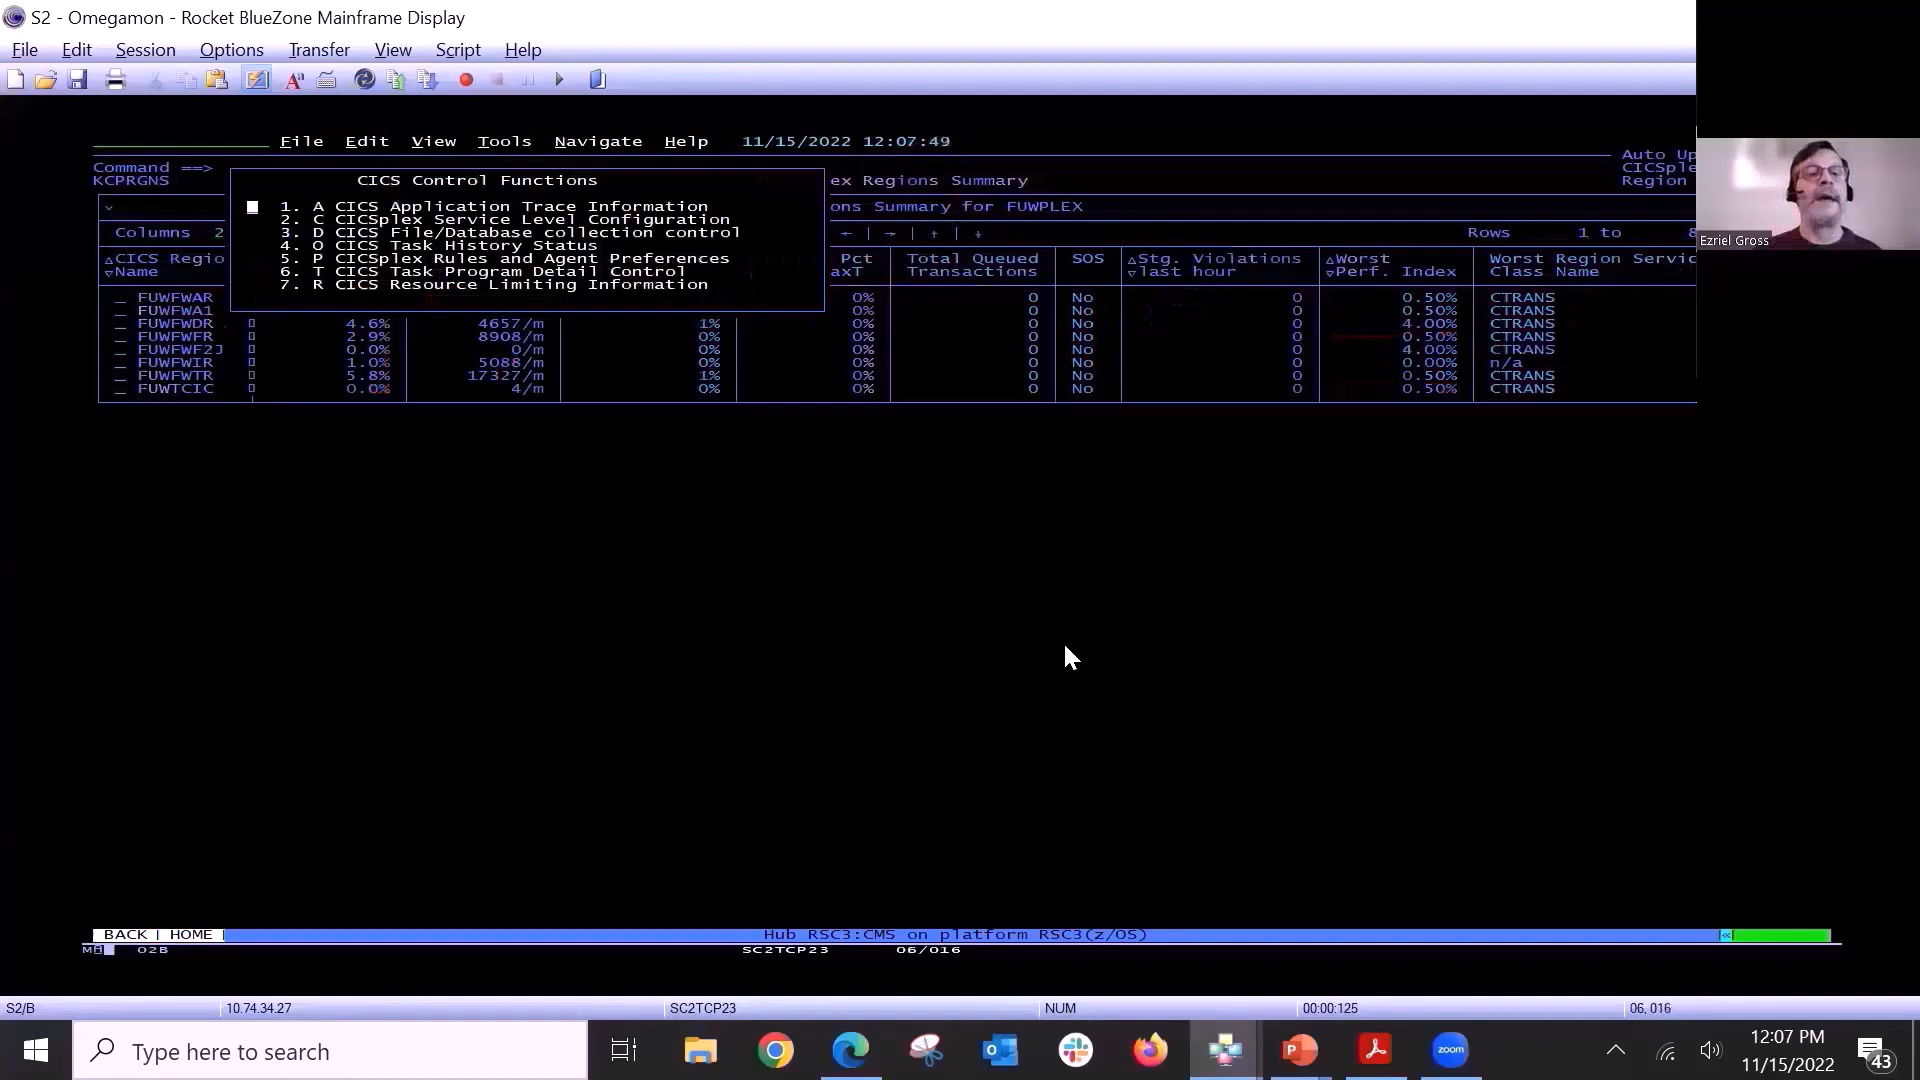 S2 - Omegamon - Rocket BlueZone Mainframe Display
File Edit Session Options Transfer View Script Help
File Edit View Tools Navigate Help 11/15/2022 12:07:49
Command ==>
Auto Up
CICSple
KCPRGNS
CICS Control Functions
ex Regions Summary
Region
1. A CICS Application Trace Information
ons Summary for FUWPLEX
2. C CICSplex Service Level Configuration
Columns 2
3. D CICS File/Database collection control
← | → | ↑ | ↓
Rows 1 to 8
4. O CICS Task History Status
△CICS Regio
5. P CICSplex Rules and Agent Preferences
Pct Total Queued SOS △Stg. Violations △Worst Worst Region Servic
▽Name
6. T CICS Task Program Detail Control
axT Transactions ▽last hour ▽Perf. Index Class Name
7. R CICS Resource Limiting Information
_ FUWFWAR 0% 0 No 0 0.50% CTRANS
_ FUWFWA1 0% 0 No 0 0.50% CTRANS
_ FUWFWDR 4.6% 4657/m 1% 0% 0 No 0 4.00% CTRANS
_ FUWFWFR 2.9% 8908/m 0% 0% 0 No 0 0.50% CTRANS
_ FUWFWF2J 0.0% 0/m 0% 0% 0 No 0 4.00% CTRANS
_ FUWFWIR 1.0% 5088/m 0% 0% 0 No 0 0.00% n/a
_ FUWFWTR 5.8% 17327/m 1% 0% 0 No 0 0.50% CTRANS
_ FUWTCIC 0.0% 4/m 0% 0% 0 No 0 0.50% CTRANS
Ezriel Gross
BACK | HOME | Hub RSC3:CMS on platform RSC3(z/OS)
02B SC2TCP23 06/016
S2/B 10.74.34.27 SC2TCP23 NUM 00:00:125 06, 016
Type here to search
zoom
12:07 PM
11/15/2022
43